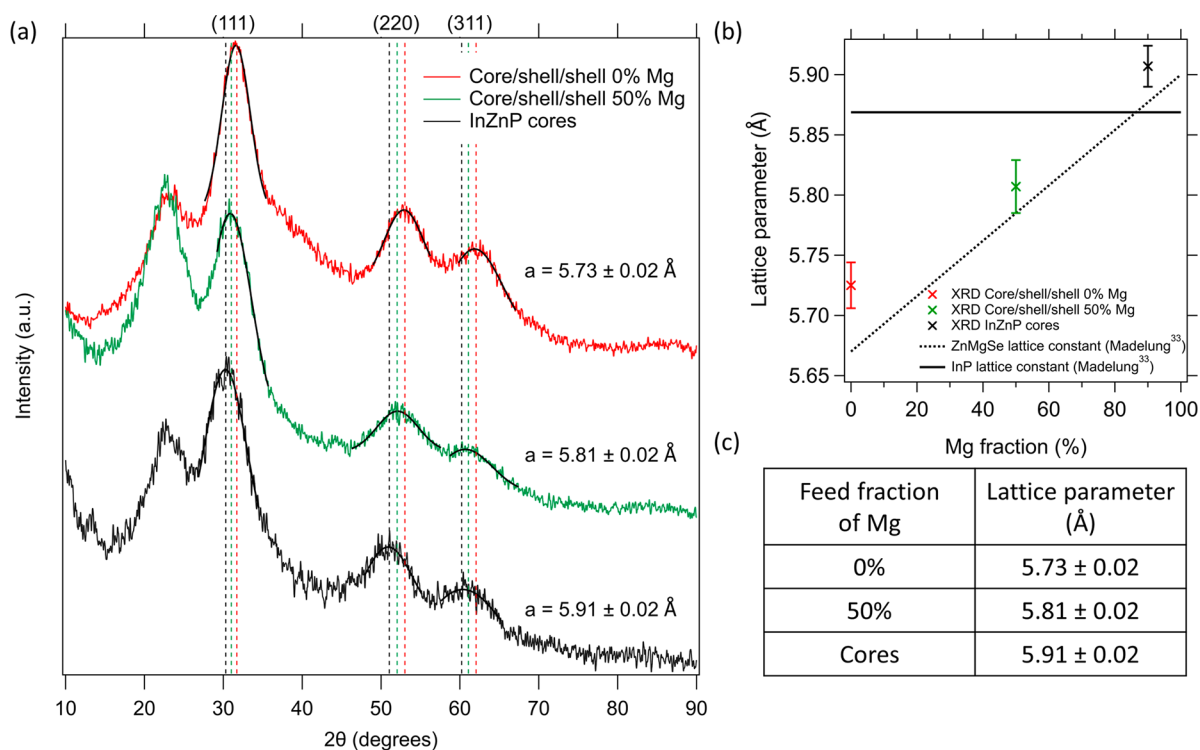 (a)
(111)
(220)
(311)
Core/shell/shell 0% Mg
Core/shell/shell 50% Mg
InZnP cores
a = 5.73 ± 0.02 Å
a = 5.81 ± 0.02 Å
a = 5.91 ± 0.02 Å
Intensity (a.u.)
10 20 30 40 50 60 70 80 90
2θ (degrees)
(b)
Lattice parameter (Å)
5.90
5.85
5.80
5.75
5.70
5.65
XRD Core/shell/shell 0% Mg
XRD Core/shell/shell 50% Mg
XRD InZnP cores
ZnMgSe lattice constant (Madelung33)
InP lattice constant (Madelung33)
0 20 40 60 80 100
Mg fraction (%)
(c)
Feed fraction of Mg
Lattice parameter (Å)
0% 5.73 ± 0.02
50% 5.81 ± 0.02
Cores 5.91 ± 0.02